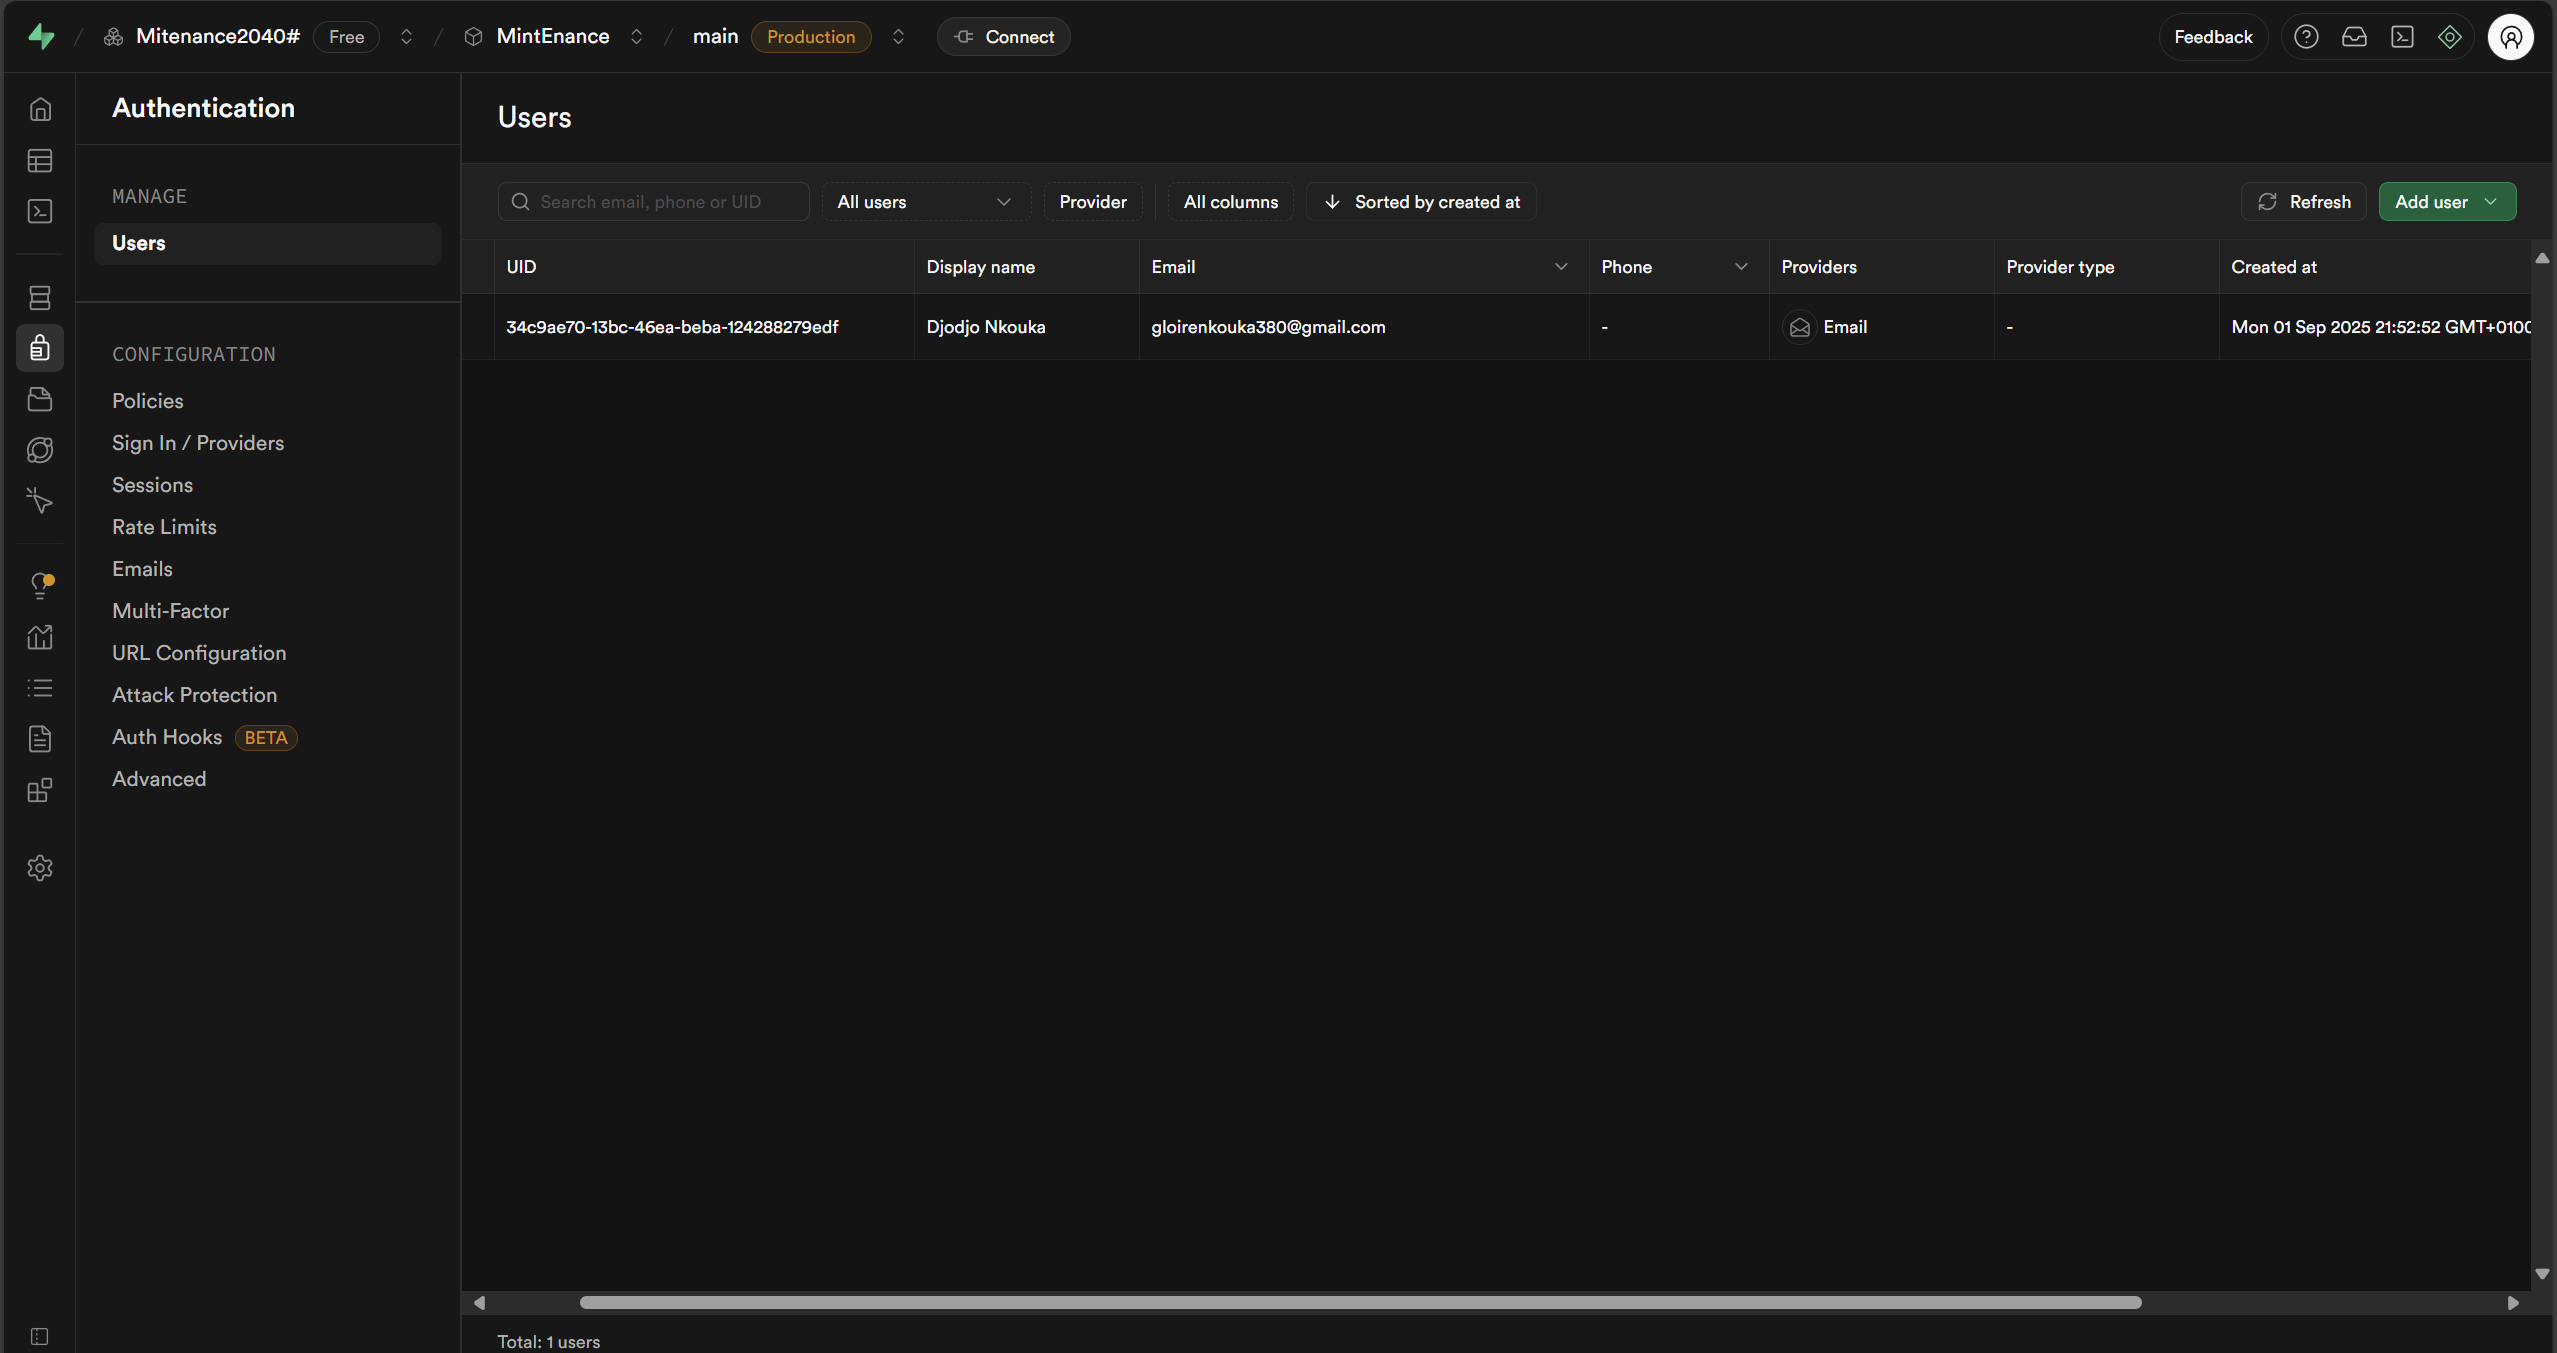 Mitenance2040# Free MintEnance main Production Connect Feedback
Authentication
MANAGE
Users
CONFIGURATION
Policies
Sign In / Providers
Sessions
Rate Limits
Emails
Multi-Factor
URL Configuration
Attack Protection
Auth Hooks BETA
Advanced
Users
Search email, phone or UID All users Provider All columns Sorted by created at Refresh Add user
UID Display name Email Phone Providers Provider type Created at
34c9ae70-13bc-46ea-beba-124288279edf Djodjo Nkouka gloirenkouka380@gmail.com - Email - Mon 01 Sep 2025 21:52:52 GMT+0100
Total: 1 users